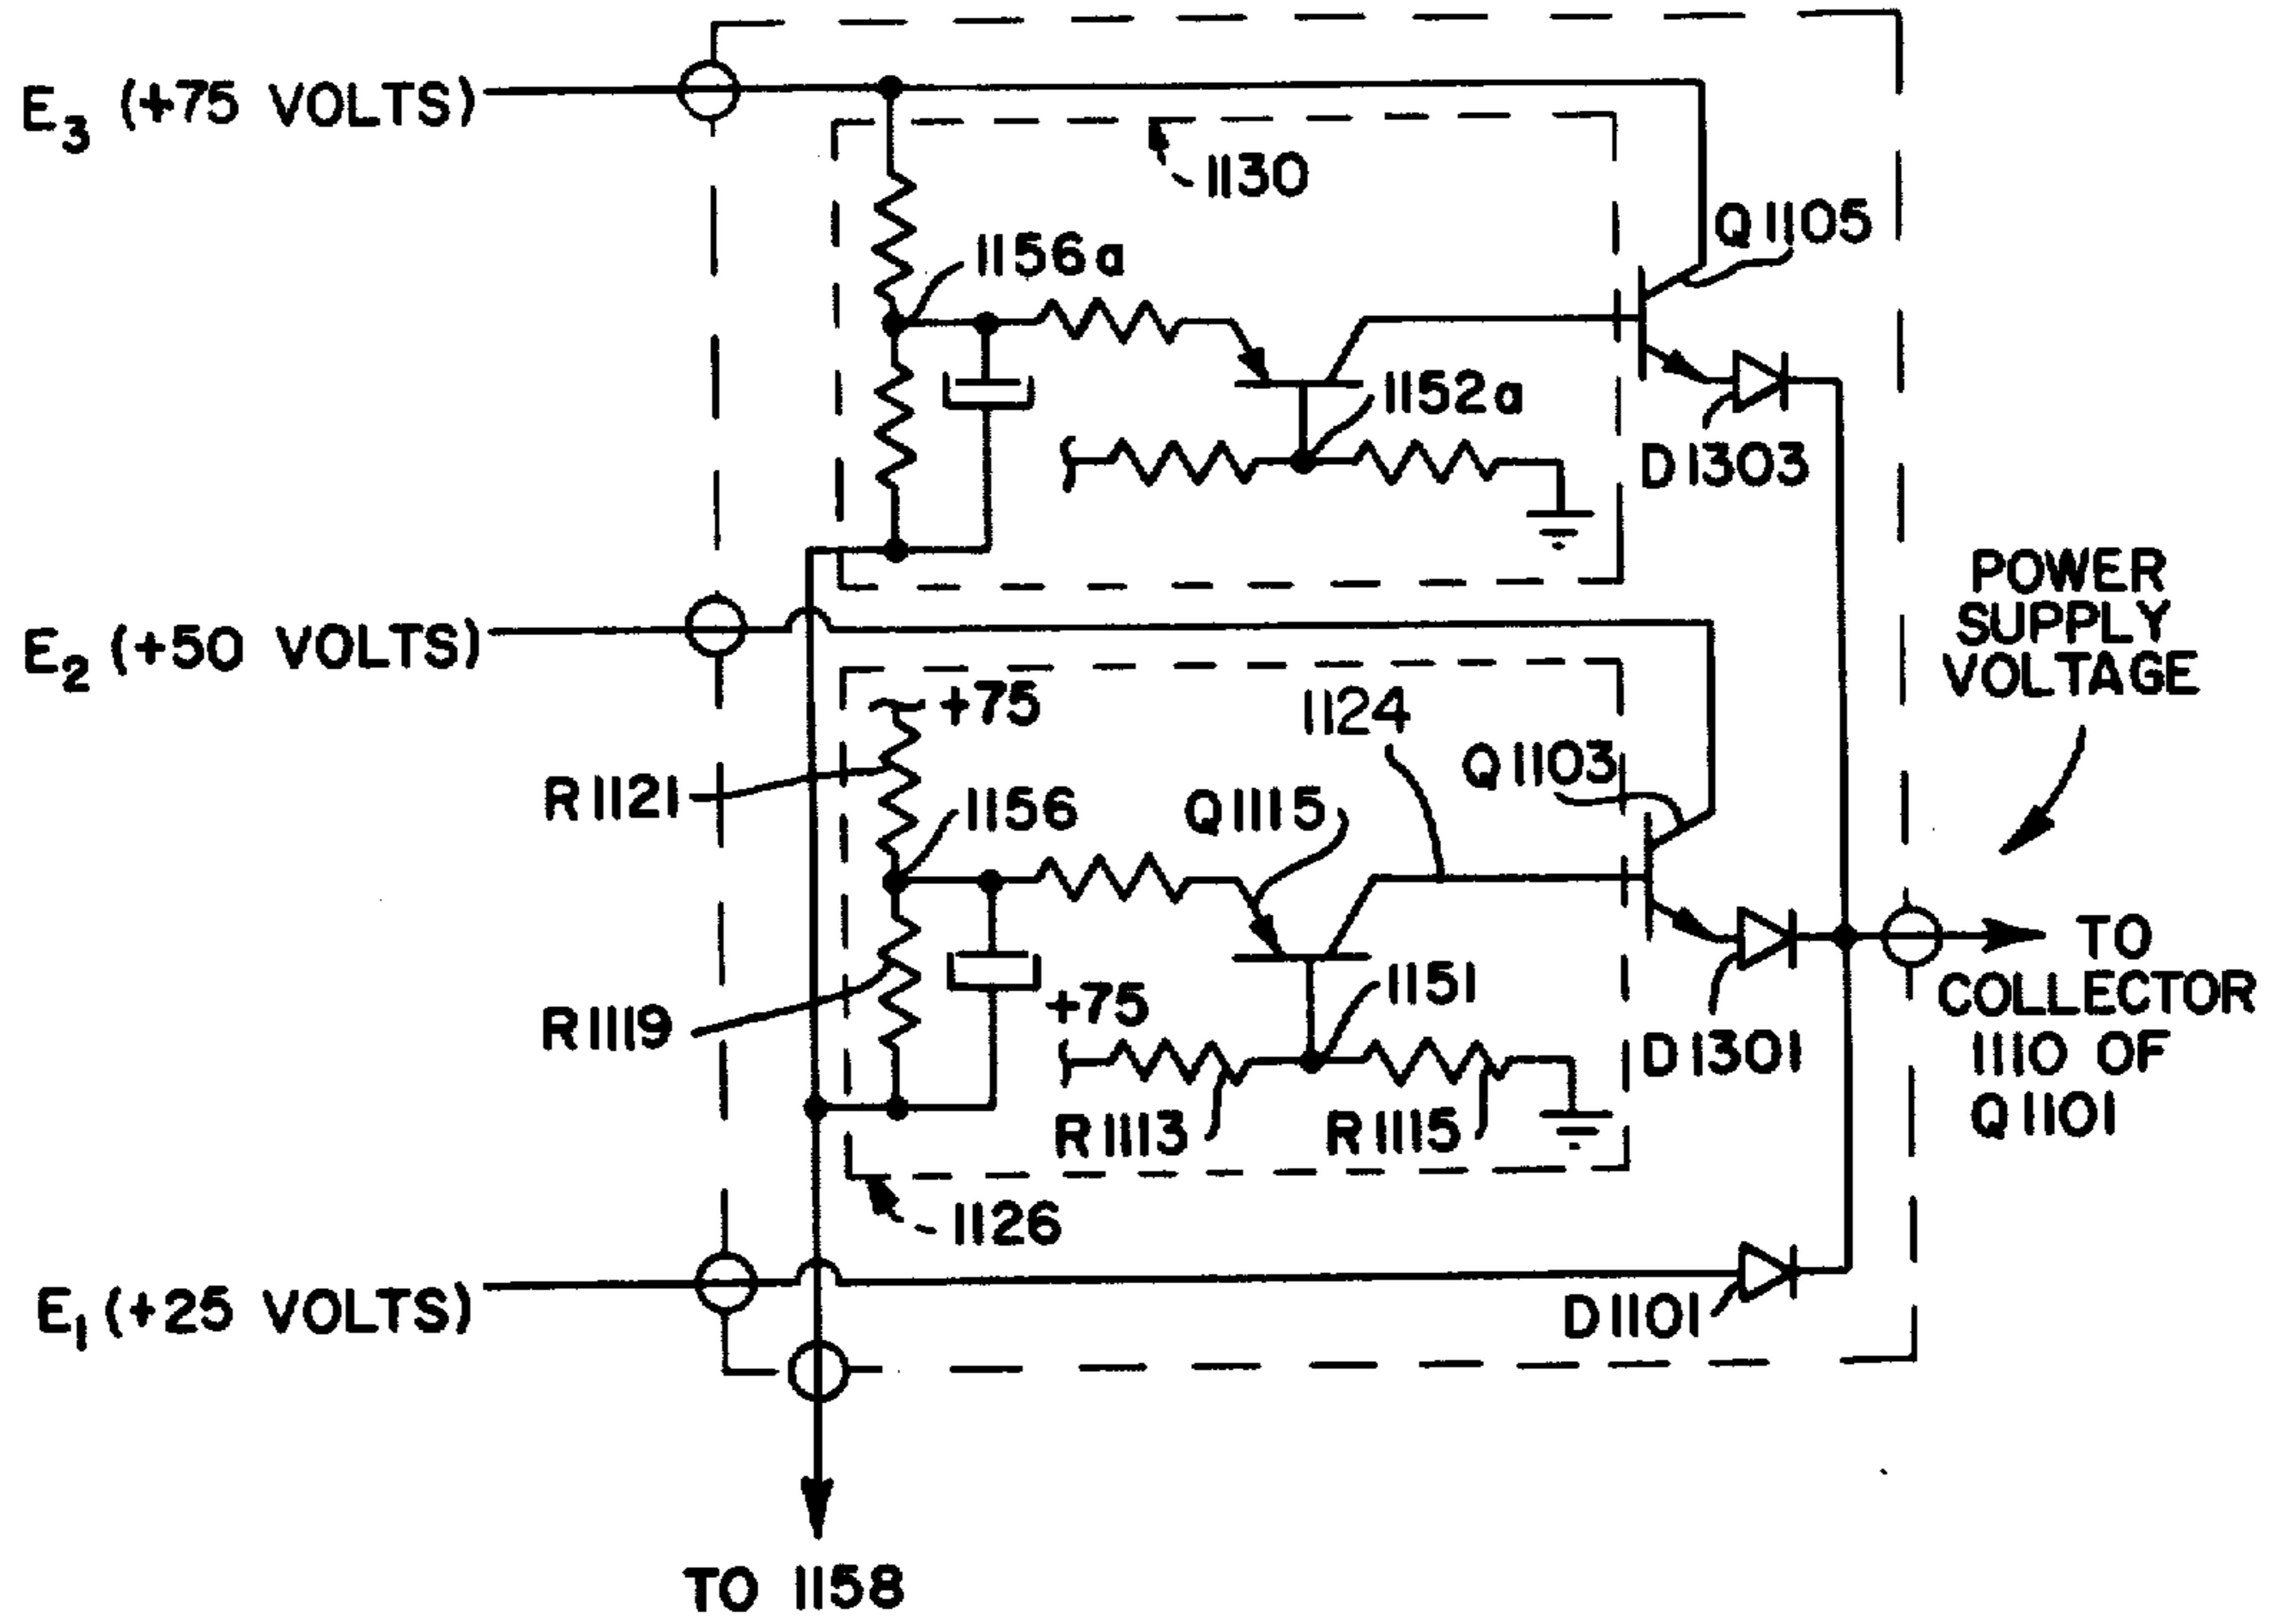 E3 (+75 VOLTS)
1130
Q1105
1156a
1152a
D1303
POWER
SUPPLY
VOLTAGE
E2 (+50 VOLTS)
+75
1124
Q1103
R1121
1156
Q1115
TO
COLLECTOR
1110 OF
Q1101
+75
1151
R1119
D1301
R1113
R1115
1126
E1 (+25 VOLTS)
D1101
TO 1158